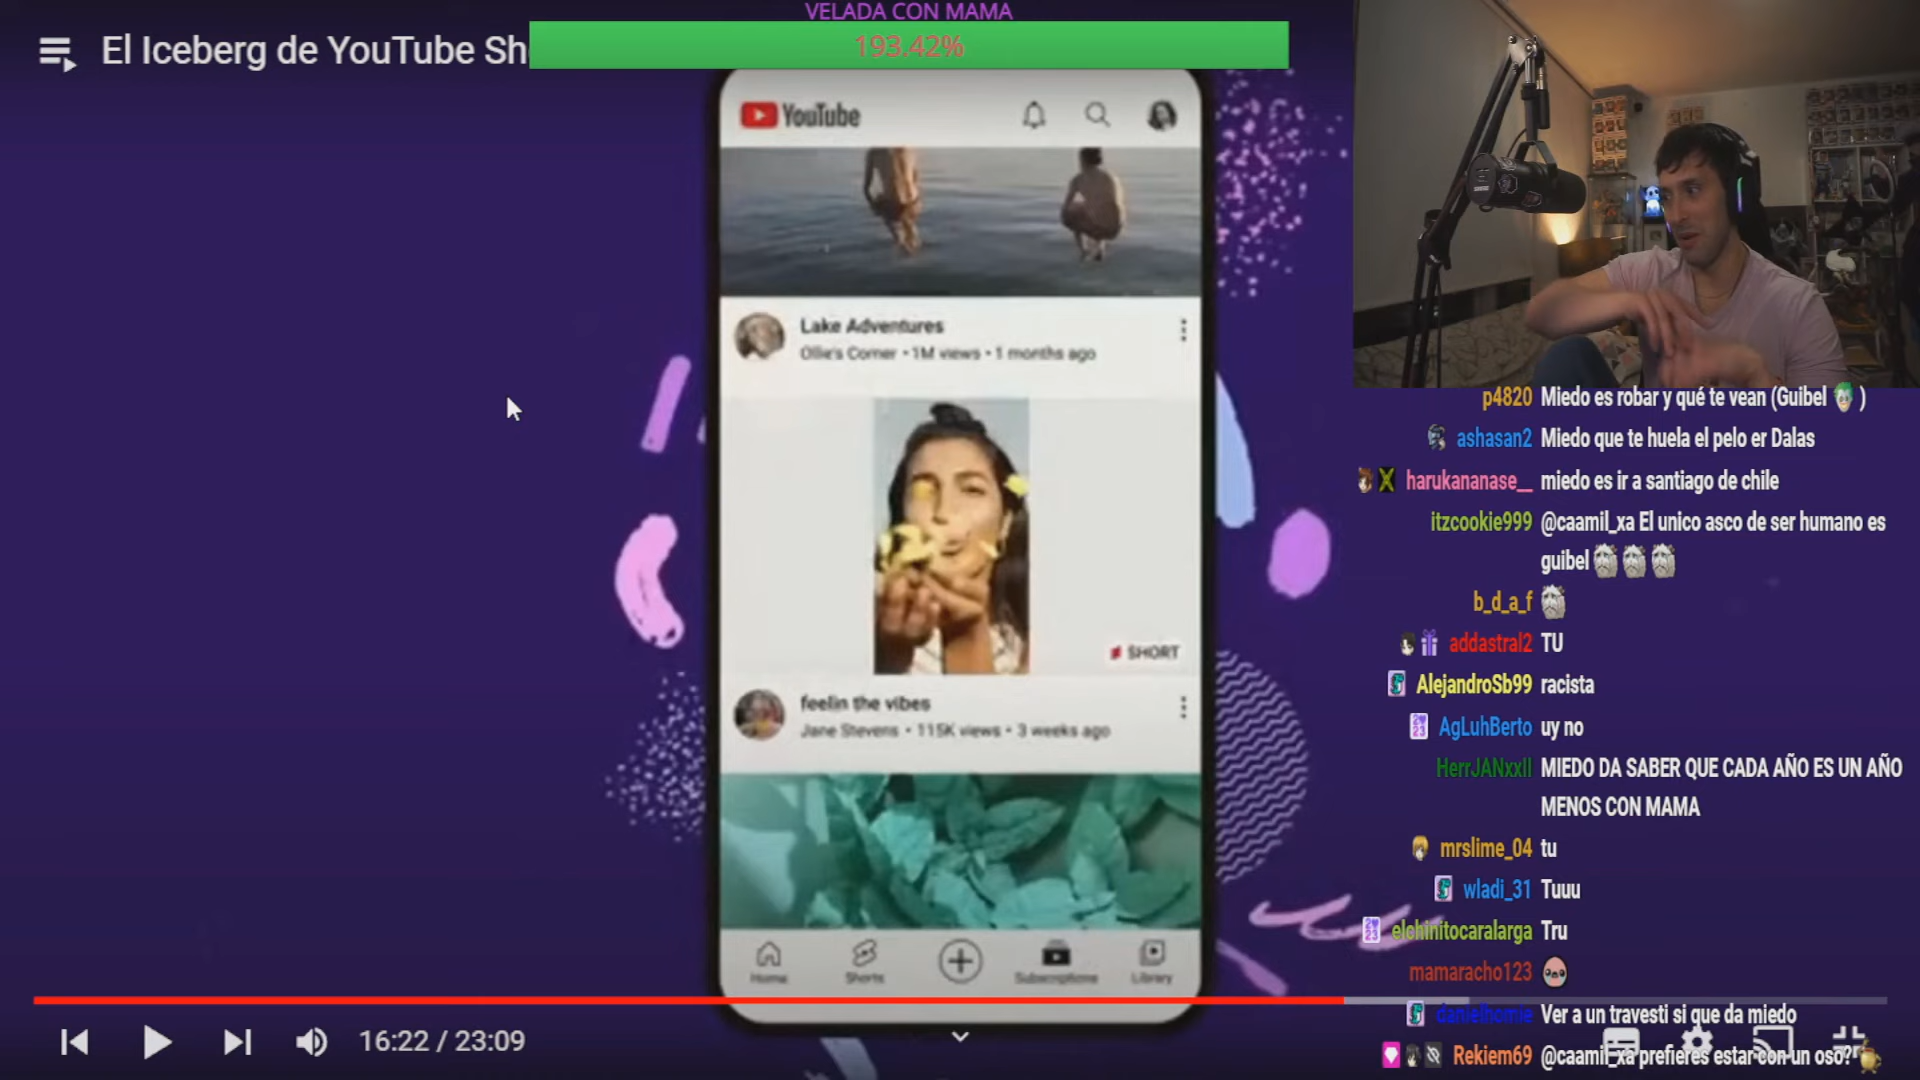 VELADA CON MAMA
193.42%
El Iceberg de YouTube Sh
YouTube
Lake Adventures
Ollie's Corner • 1M views • 1 months ago
SHORT
feelin the vibes
Jane Stevens • 115K views • 3 weeks ago
Home
Shorts
Subscriptions
Library
16:22 / 23:09
p4820 Miedo es robar y qué te vean (Guibel )
ashasan2 Miedo que te huela el pelo er Dalas
harukananase__ miedo es ir a santiago de chile
itzcookie999 @caamil_xa El unico asco de ser humano es
guibel
b_d_a_f
addastral2 TU
AlejandroSb99 racista
AgLuhBerto uy no
HerrJANxxll MIEDO DA SABER QUE CADA AÑO ES UN AÑO
MENOS CON MAMA
mrslime_04 tu
wladi_31 Tuuu
elchinitocaralarga Tru
mamaracho123
danielhomie Ver a un travesti si que da miedo
Rekiem69 @caamil_xa prefieres estar con un oso?